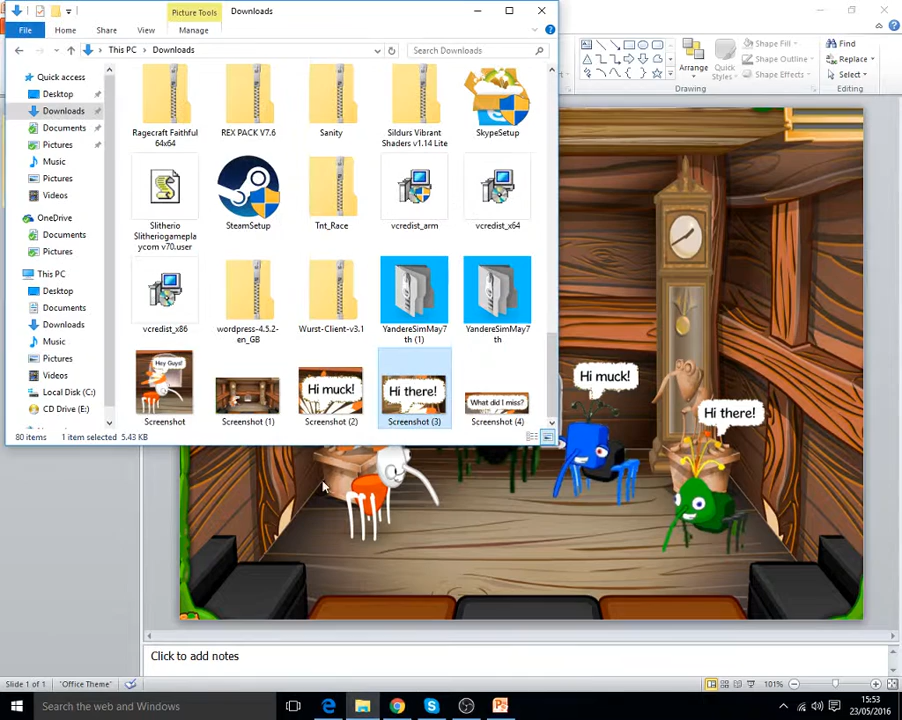 Picture Tools
Downloads
File
Home
Share
View
Manage
This PC
Downloads
Search Downloads
Quick access
Desktop
Downloads
Documents
Pictures
Music
Pictures
Videos
OneDrive
Documents
Pictures
This PC
Desktop
Documents
Downloads
Music
Pictures
Videos
Local Disk (C:)
CD Drive (E:)
Ragecraft Faithful
64x64
REX PACK V7.6
Sanity
Sildurs Vibrant
Shaders v1.14 Lite
SkypeSetup
Slitherio
Slitheriogamepla
ycom v70.user
SteamSetup
Tnt_Race
vcredist_arm
vcredist_x64
vcredist_x86
wordpress-4.5.2-
en_GB
Wurst-Client-v3.1
YandereSimMay7
th (1)
YandereSimMay7
th
Hey Guys!
Hi muck!
Hi there!
What did I miss?
Screenshot
Screenshot (1)
Screenshot (2)
Screenshot (3)
Screenshot (4)
80 items
1 item selected
5.43 KB
Arrange
Quick
Styles
Shape Fill
Shape Outline
Shape Effects
Drawing
Find
Replace
Select
Editing
Hi muck!
Hi there!
Click to add notes
Slide 1 of 1
"Office Theme"
101%
Search the web and Windows
15:53
23/05/2016